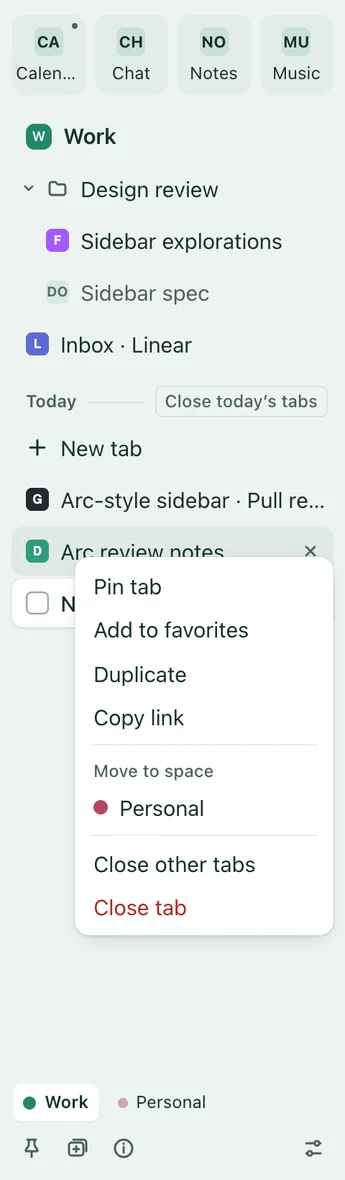 CA CH NO MU
Calen... Chat Notes Music
W Work
Design review
F Sidebar explorations
DO Sidebar spec
L Inbox · Linear
Today Close today’s tabs
New tab
G Arc-style sidebar · Pull re...
D Arc review notes
N
Pin tab
Add to favorites
Duplicate
Copy link
Move to space
Personal
Close other tabs
Close tab
Work Personal